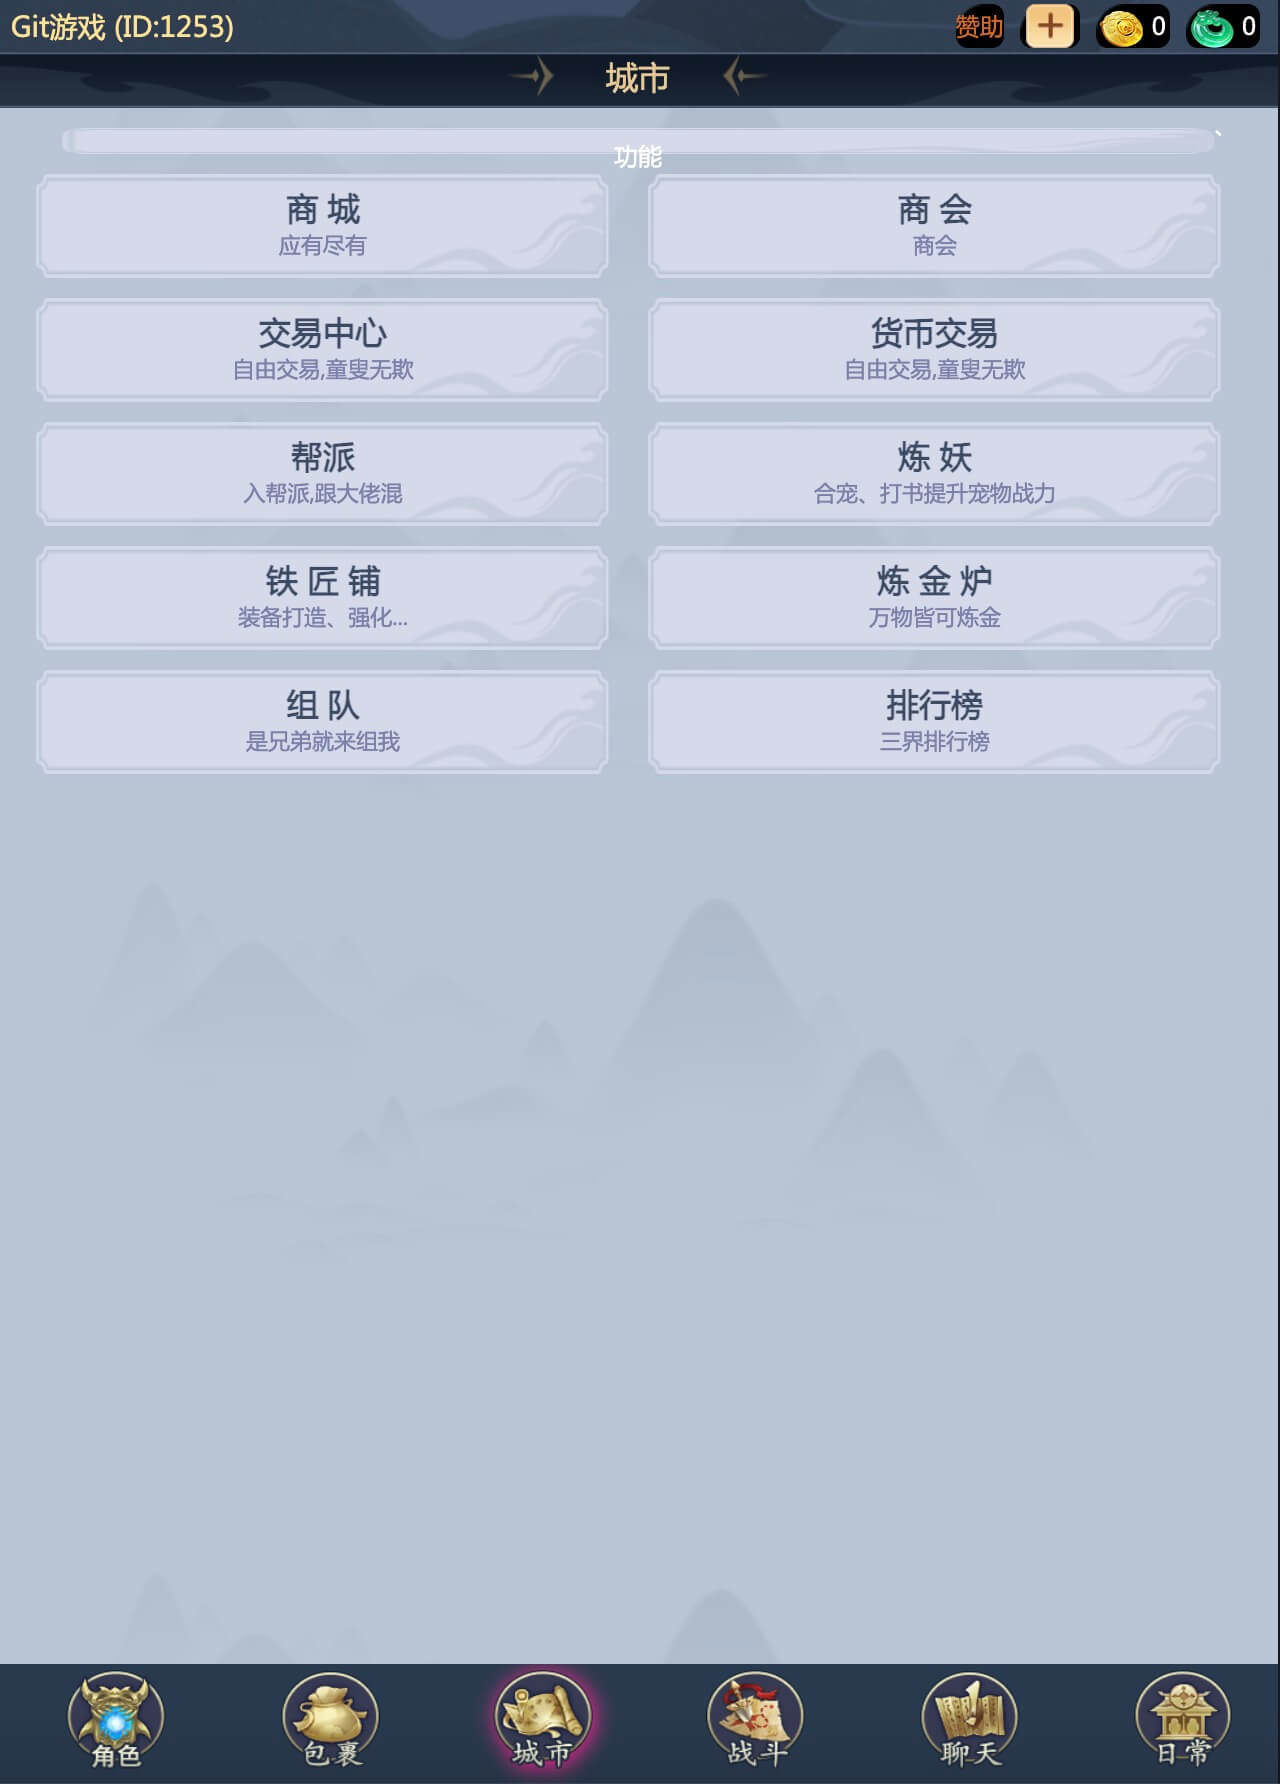 Git游戏 (ID:1253)
赞助
0
0
城市
功能
商 城
应有尽有
商 会
商会
交易中心
自由交易,童叟无欺
货币交易
自由交易,童叟无欺
帮派
入帮派,跟大佬混
炼 妖
合宠、打书提升宠物战力
铁 匠 铺
装备打造、强化...
炼 金 炉
万物皆可炼金
组 队
是兄弟就来组我
排行榜
三界排行榜
角色
包裹
城市
战斗
聊天
日常